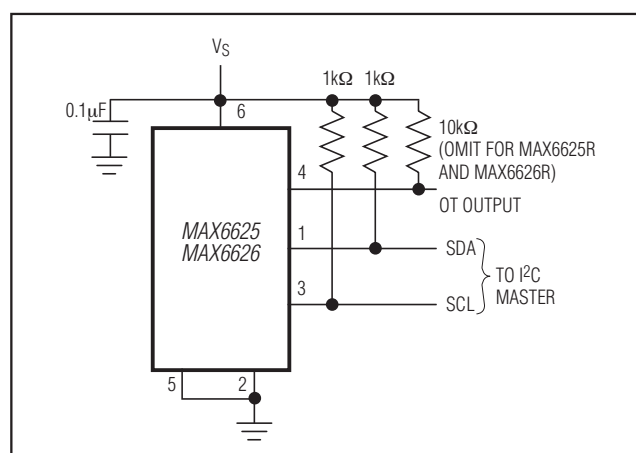 VS
1kΩ 1kΩ
0.1µF
6
10kΩ
(OMIT FOR MAX6625R
AND MAX6626R)
4
OT OUTPUT
MAX6625
MAX6626
1
SDA
TO I²C
MASTER
3
SCL
5
2